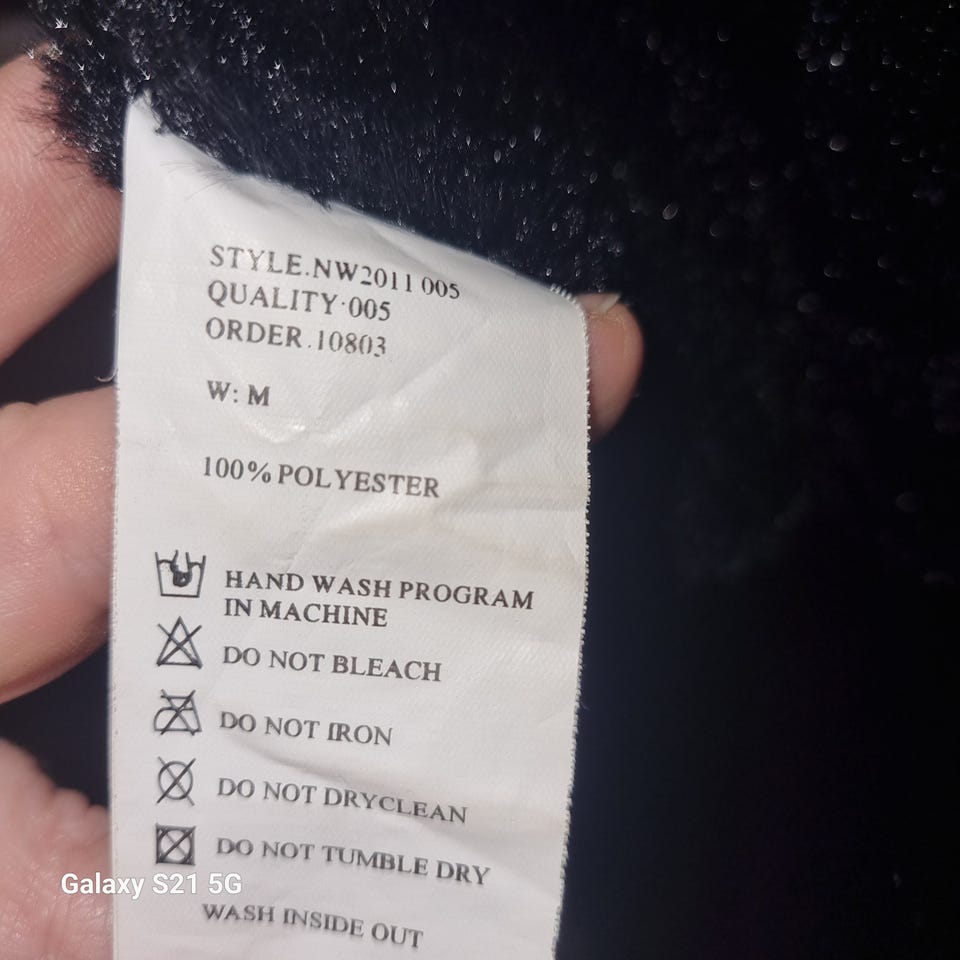 STYLE.NW2011 005
QUALITY·005
ORDER.10803
W: M
100% POLYESTER
HAND WASH PROGRAM
IN MACHINE
DO NOT BLEACH
DO NOT IRON
DO NOT DRYCLEAN
DO NOT TUMBLE DRY
WASH INSIDE OUT
Galaxy S21 5G